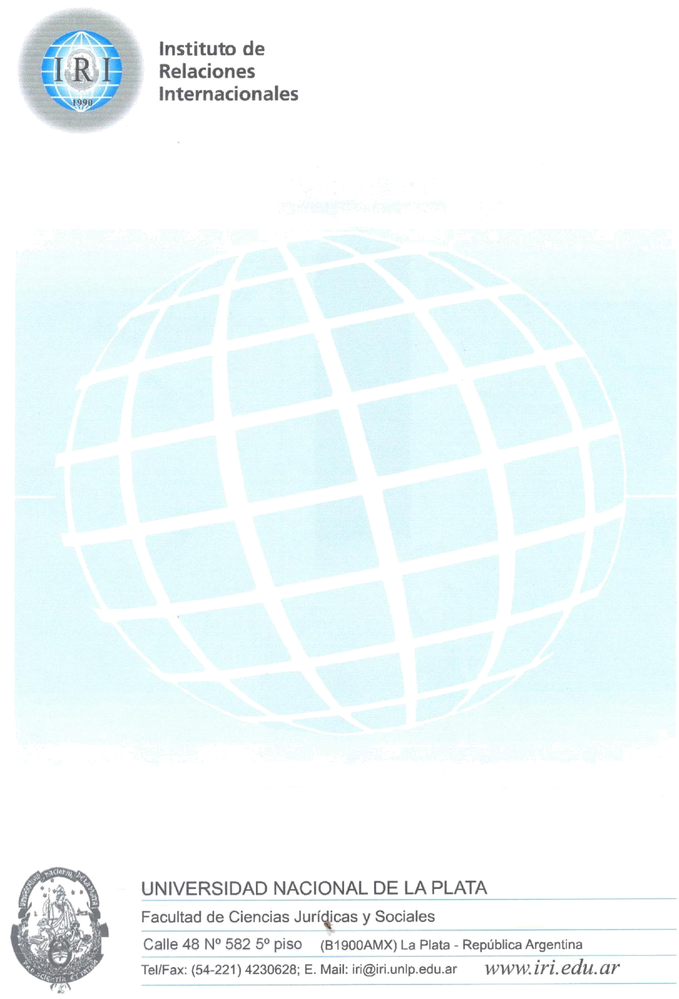 I R I
1990
Instituto de
Relaciones
Internacionales
Universidad nacional de la plata
PRO SCIENTIA ET PATRIA
UNIVERSIDAD NACIONAL DE LA PLATA
Facultad de Ciencias Jurídicas y Sociales
Calle 48 Nº 582 5º piso (B1900AMX) La Plata - República Argentina
Tel/Fax: (54-221) 4230628; E. Mail: iri@iri.unlp.edu.ar www.iri.edu.ar